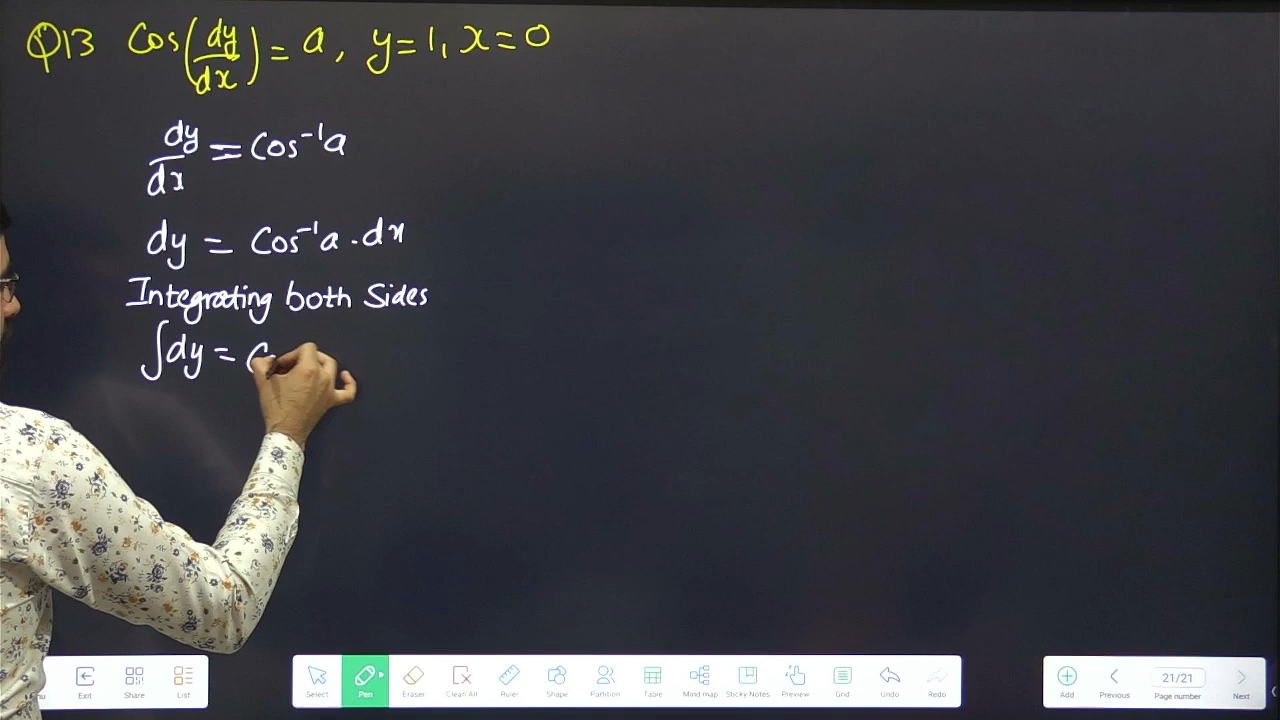 Q13 Cos(dy/dx) = a, y=1, x=0
dy/dx = Cos⁻¹a
dy = Cos⁻¹a · dx
Integrating both Sides
∫dy = C
Exit Share List
Select Pen Eraser Clean All Ruler Shape Partition Table Mind map Sticky Notes Preview Grid Undo Redo
Add Previous 21/21 Page number Next